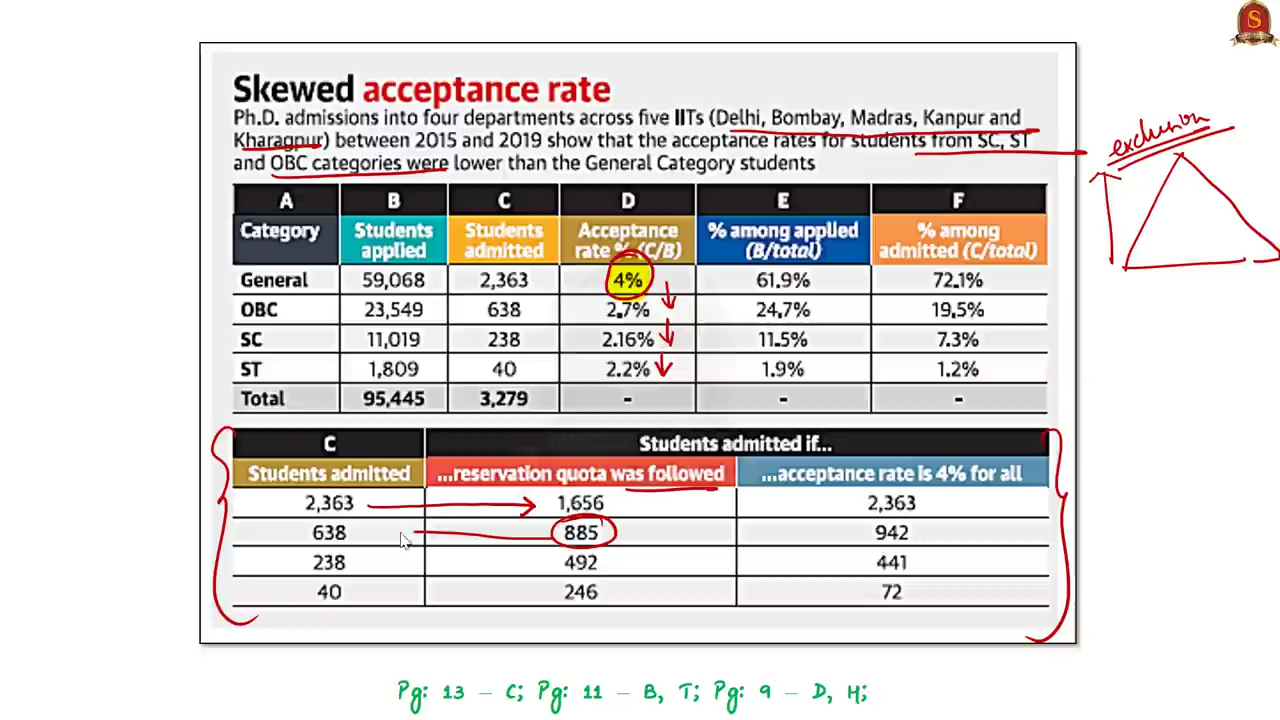 S
Skewed acceptance rate
Ph.D. admissions into four departments across five IITs (Delhi, Bombay, Madras, Kanpur and
Kharagpur) between 2015 and 2019 show that the acceptance rates for students from SC, ST
and OBC categories were lower than the General Category students
exclusion
A B C D E F
Category Students applied Students admitted Acceptance rate % (C/B) % among applied (B/total) % among admitted (C/total)
General 59,068 2,363 4% 61.9% 72.1%
OBC 23,549 638 2.7% 24.7% 19.5%
SC 11,019 238 2.16% 11.5% 7.3%
ST 1,809 40 2.2% 1.9% 1.2%
Total 95,445 3,279 - - -
C Students admitted if...
Students admitted ...reservation quota was followed ...acceptance rate is 4% for all
2,363 1,656 2,363
638 885 942
238 492 441
40 246 72
Pg: 13 - C; Pg: 11 - B, T; Pg: 9 - D, H;